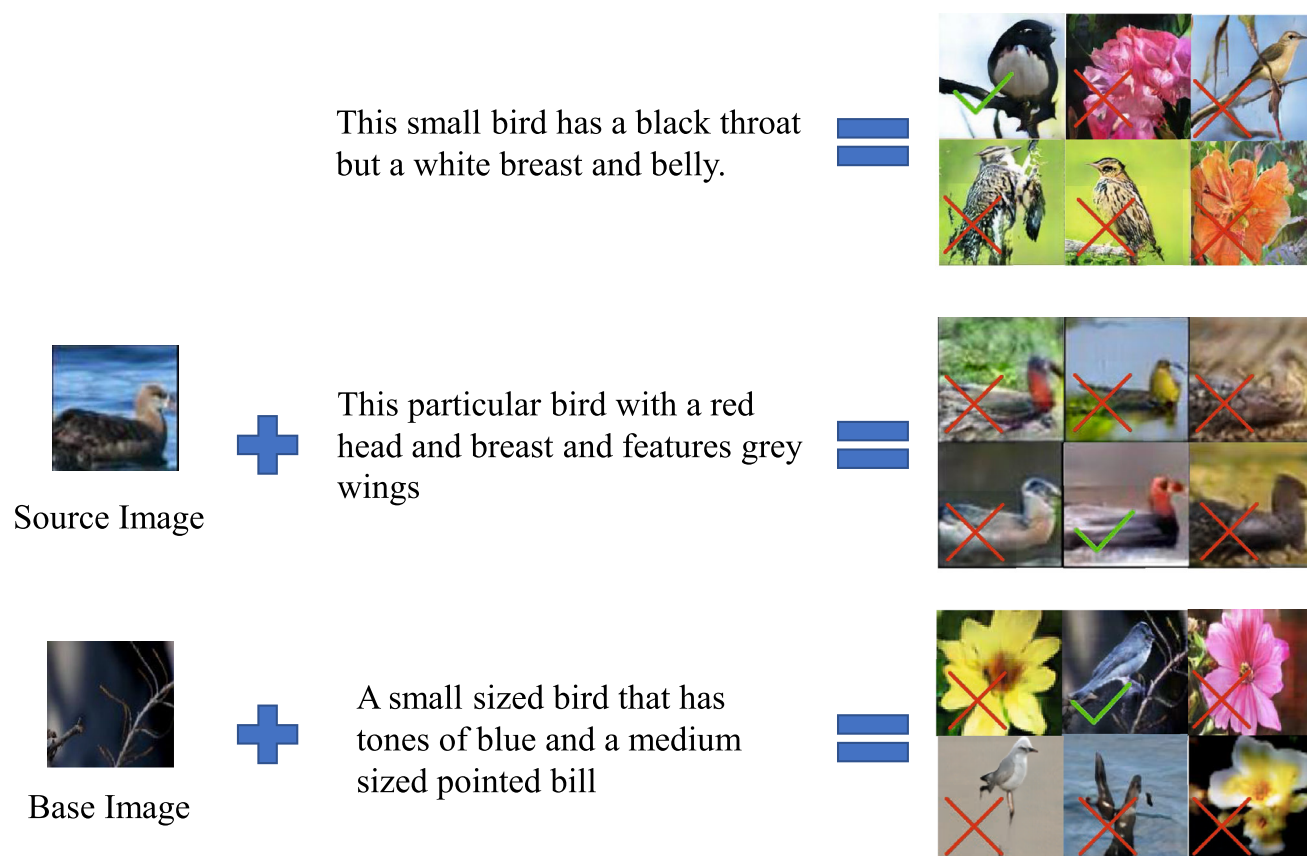 This small bird has a black throat
but a white breast and belly.
This particular bird with a red
head and breast and features grey
wings
Source Image
A small sized bird that has
tones of blue and a medium
sized pointed bill
Base Image